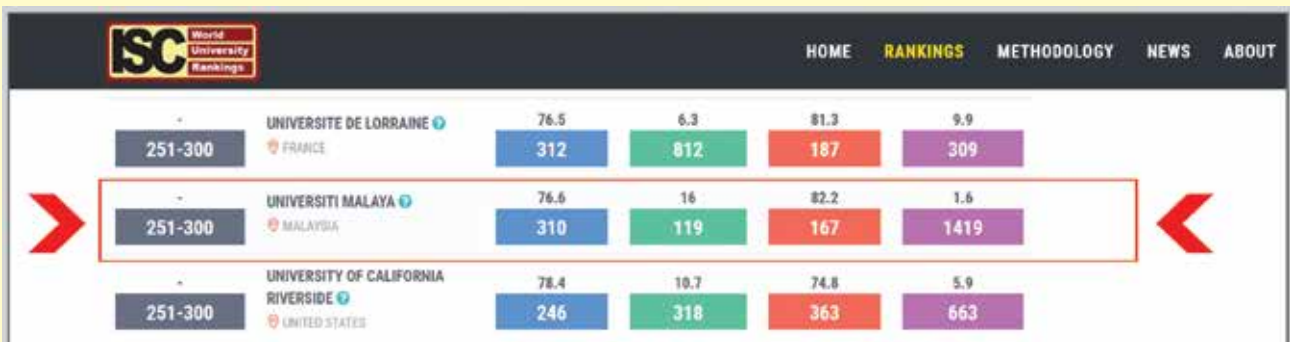 ISC World University Rankings
HOME RANKINGS METHODOLOGY NEWS ABOUT
- UNIVERSITE DE LORRAINE 76.5 6.3 81.3 9.9
251-300 FRANCE 312 812 187 309
- UNIVERSITI MALAYA 76.6 16 82.2 1.6
251-300 MALAYSIA 310 119 167 1419
- UNIVERSITY OF CALIFORNIA 78.4 10.7 74.8 5.9
RIVERSIDE
251-300 UNITED STATES 246 318 363 663